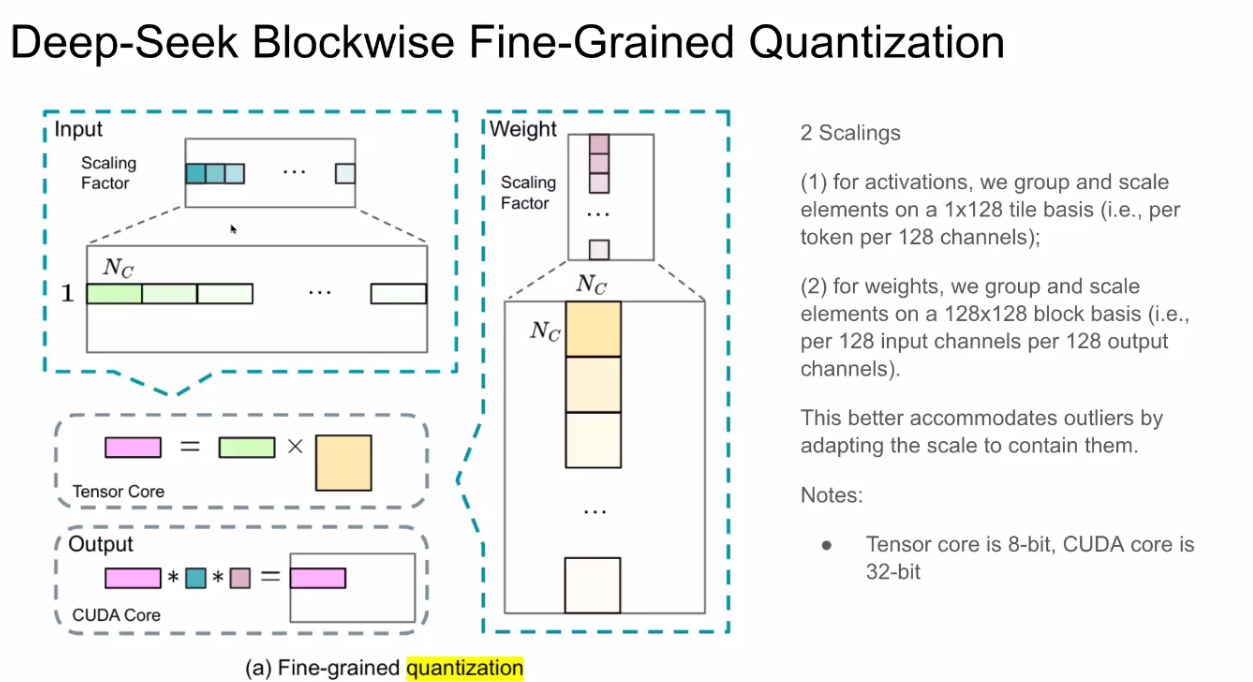 Deep-Seek Blockwise Fine-Grained Quantization
Input
Scaling
Factor
...
N_C
1
...
Weight
Scaling
Factor
...
N_C
N_C
...
= ×
Tensor Core
Output
* * =
CUDA Core
(a) Fine-grained quantization
2 Scalings
(1) for activations, we group and scale
elements on a 1x128 tile basis (i.e., per
token per 128 channels);
(2) for weights, we group and scale
elements on a 128x128 block basis (i.e.,
per 128 input channels per 128 output
channels).
This better accommodates outliers by
adapting the scale to contain them.
Notes:
● Tensor core is 8-bit, CUDA core is
32-bit